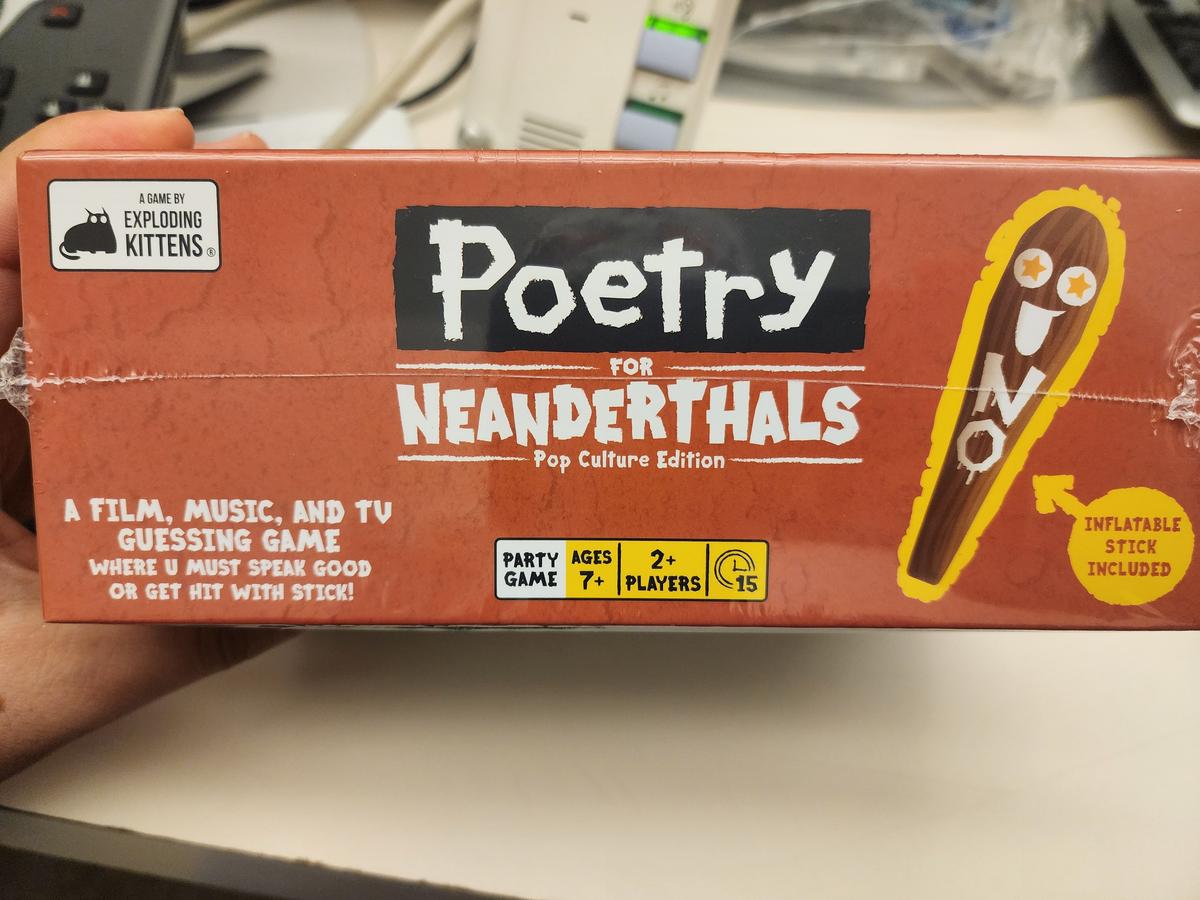 A GAME BY
EXPLODING
KITTENS®
Poetry
FOR
NEANDERTHALS
Pop Culture Edition
A FILM, MUSIC, AND TV
GUESSING GAME
WHERE U MUST SPEAK GOOD
OR GET HIT WITH STICK!
PARTY
GAME
AGES
7+
2+
PLAYERS
15
NO
INFLATABLE
STICK
INCLUDED